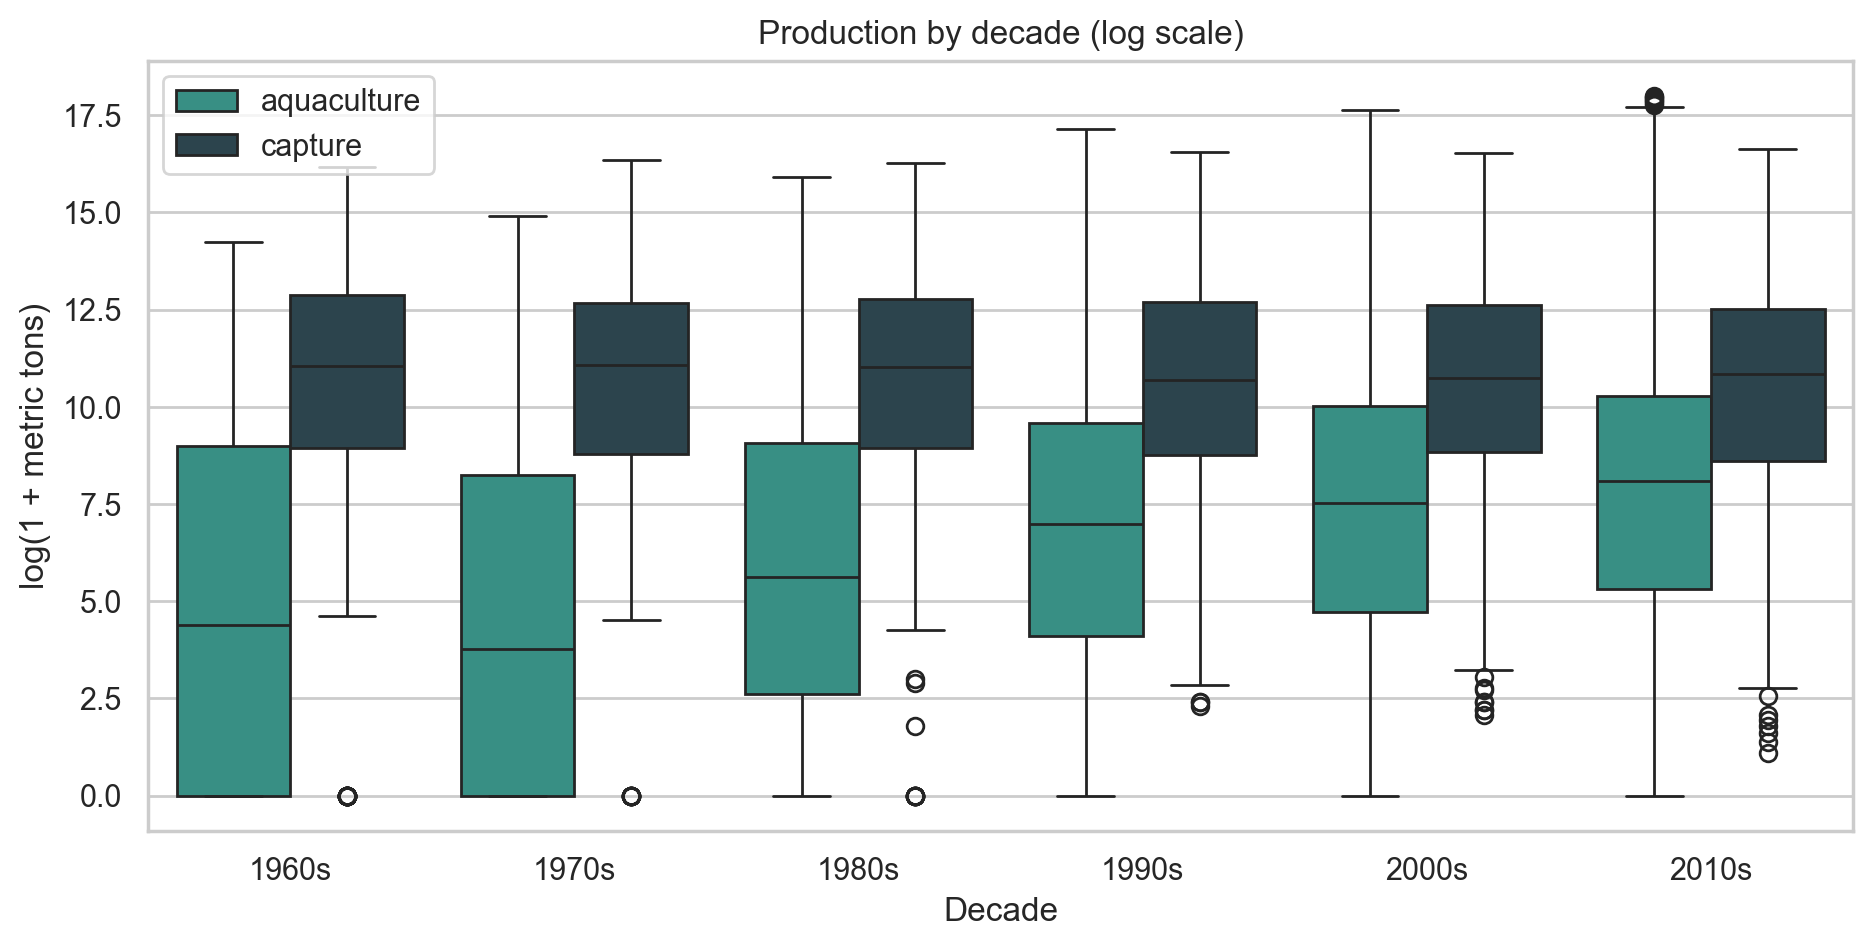 Production by decade (log scale)
aquaculture
capture
log(1 + metric tons)
17.5
15.0
12.5
10.0
7.5
5.0
2.5
0.0
1960s
1970s
1980s
1990s
2000s
2010s
Decade